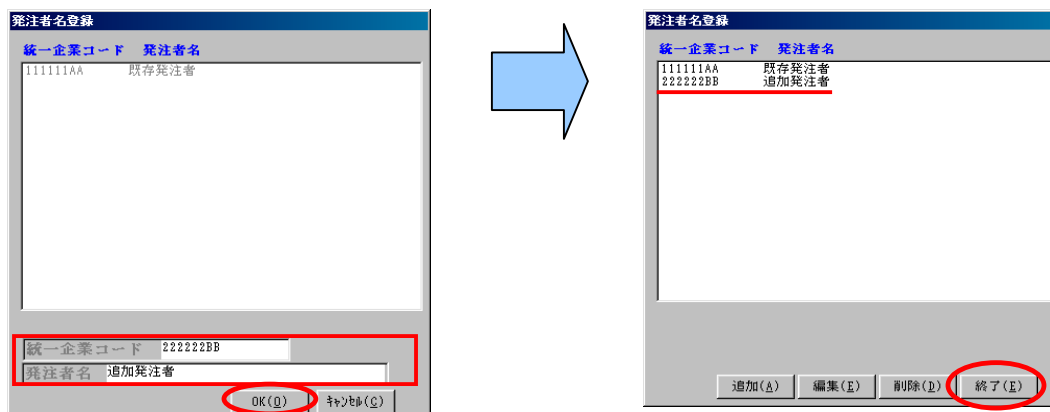 発注者名登録
統一企業コード 発注者名
111111AA 既存発注者
統一企業コード 222222BB
発注者名 追加発注者
OK(O) ｷｬﾝｾﾙ(C)
発注者名登録
統一企業コード 発注者名
111111AA 既存発注者
222222BB 追加発注者
追加(A) 編集(E) 削除(D) 終了(E)